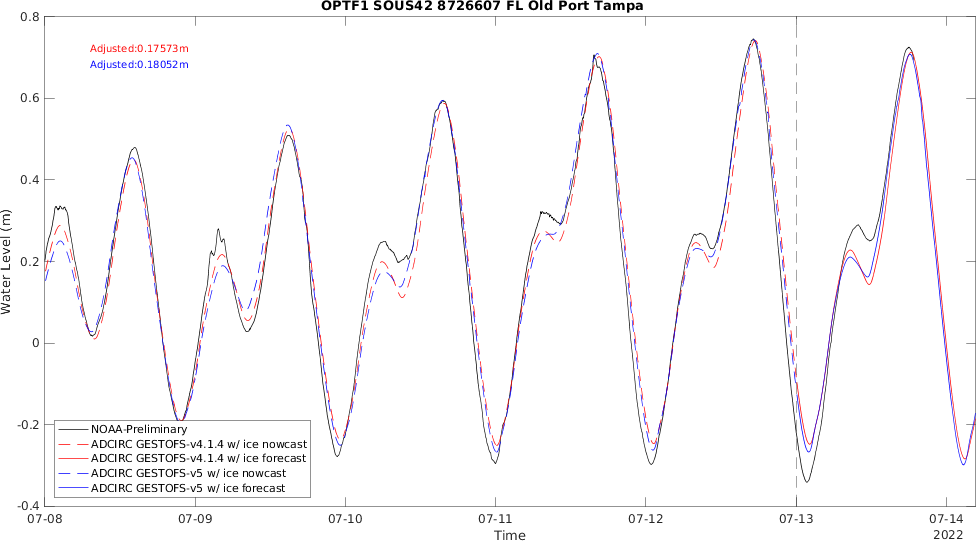 OPTF1 SOUS42 8726607 FL Old Port Tampa
Adjusted:0.17573m
Adjusted:0.18052m
Water Level (m)
0.8
0.6
0.4
0.2
0
-0.2
-0.4
NOAA-Preliminary
ADCIRC GESTOFS-v4.1.4 w/ ice nowcast
ADCIRC GESTOFS-v4.1.4 w/ ice forecast
ADCIRC GESTOFS-v5 w/ ice nowcast
ADCIRC GESTOFS-v5 w/ ice forecast
07-08 07-09 07-10 07-11 07-12 07-13 07-14
Time
2022